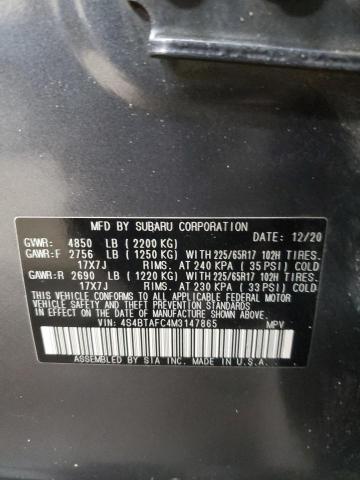 MFD BY SUBARU CORPORATION DATE: 12/20
GVWR: 4850 LB (2200 KG)
GAWR: F 2756 LB (1250 KG) WITH 225/65R17 102H TIRES.
17X7J RIMS. AT 240 KPA (35 PSI) COLD
GAWR: R 2690 LB (1220 KG) WITH 225/65R17 102H TIRES.
17X7J RIMS. AT 230 KPA (33 PSI) COLD
THIS VEHICLE CONFORMS TO ALL APPLICABLE FEDERAL MOTOR
VEHICLE SAFETY AND THEFT PREVENTION STANDARDS IN EFFECT
ON THE DATE OF MANUFACTURE SHOWN ABOVE.
VIN: 4S4BTAFC4M3147865 MPV
ASSEMBLED BY SIA INC. MADE IN U.S.A.